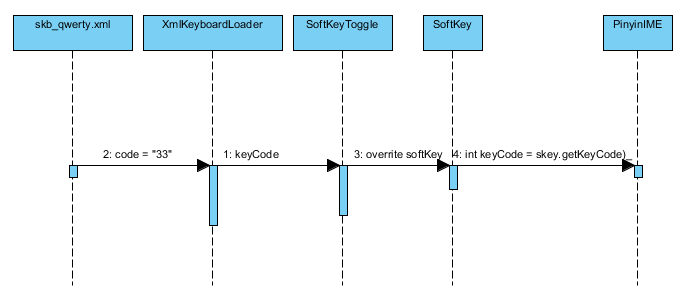 skb_qwerty.xml
XmlKeyboardLoader
SoftKeyToggle
SoftKey
PinyinIME
2: code = "33"
1: keyCode
3: overrite softKey
4: int keyCode = skey.getKeyCode)_